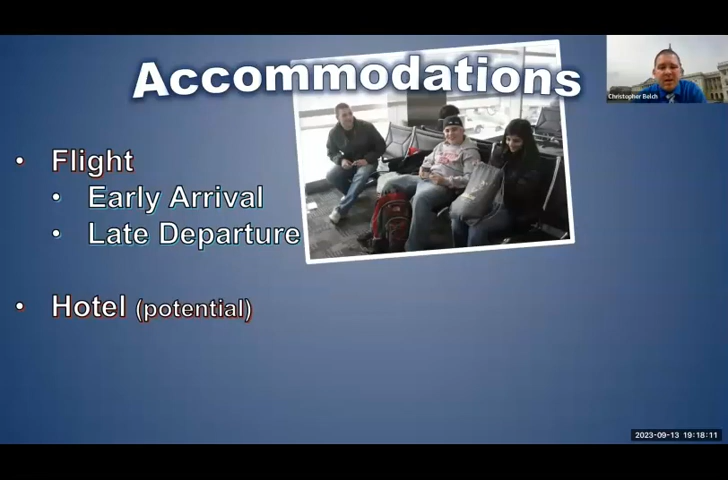 Accommodations
Christopher Belch
• Flight
• Early Arrival
• Late Departure
• Hotel (potential)
2023-09-13 19:18:11